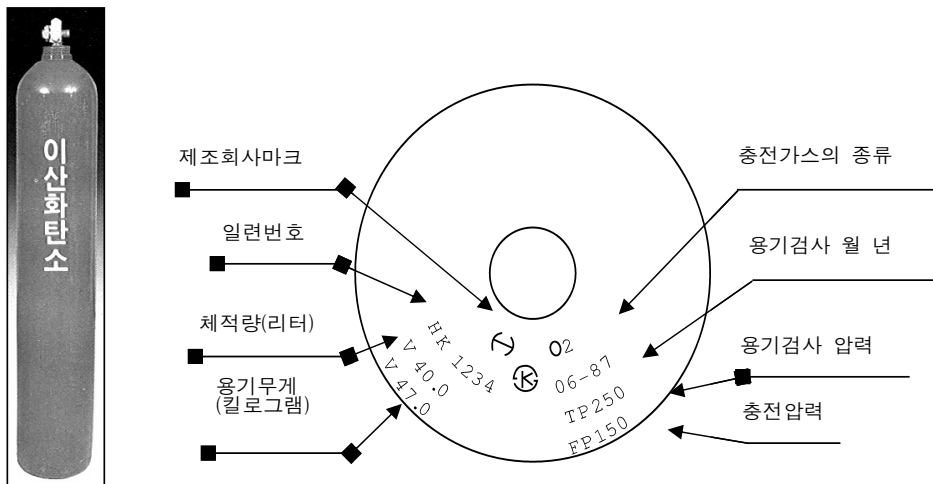 이산화탄소
제조회사마크
일련번호
체적량(리터)
용기무게
(킬로그램)
충전가스의 종류
용기검사 월 년
용기검사 압력
충전압력
HK 1234
V 40.0
V 47.0
O2
K
06-87
TP250
FP150